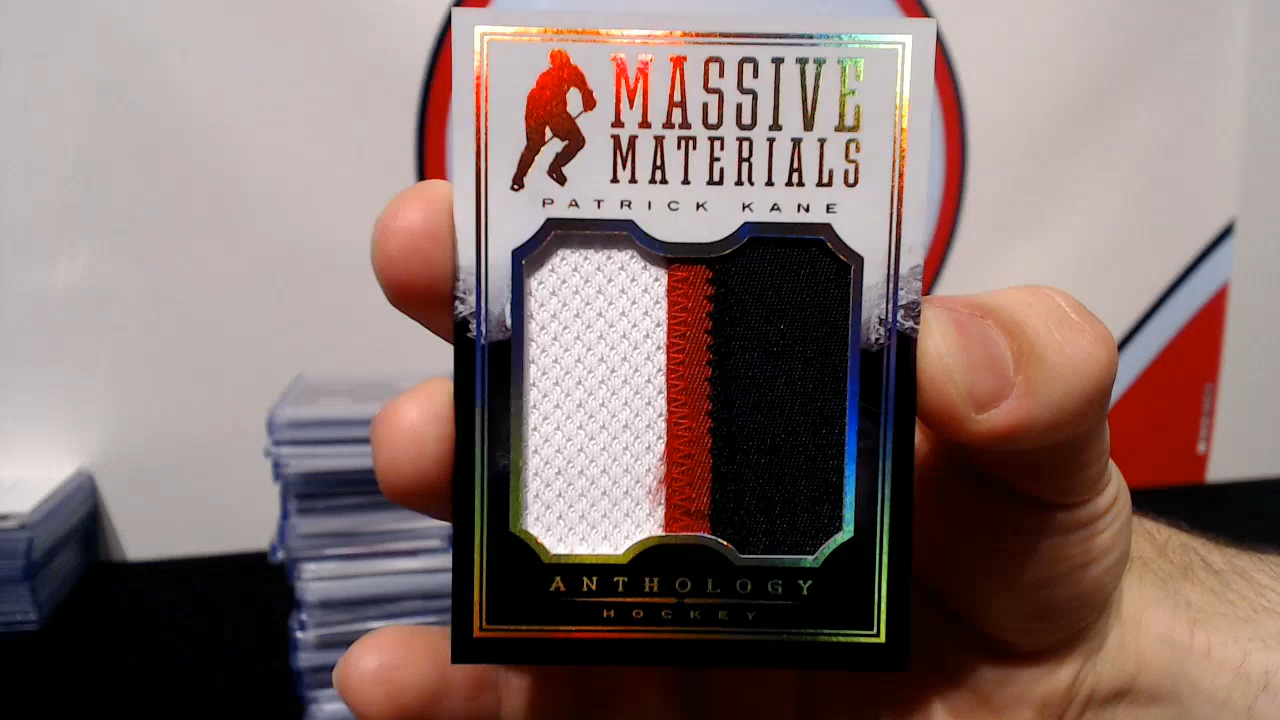 MASSIVE
MATERIALS
PATRICK KANE
ANTHOLOGY
HOCKEY